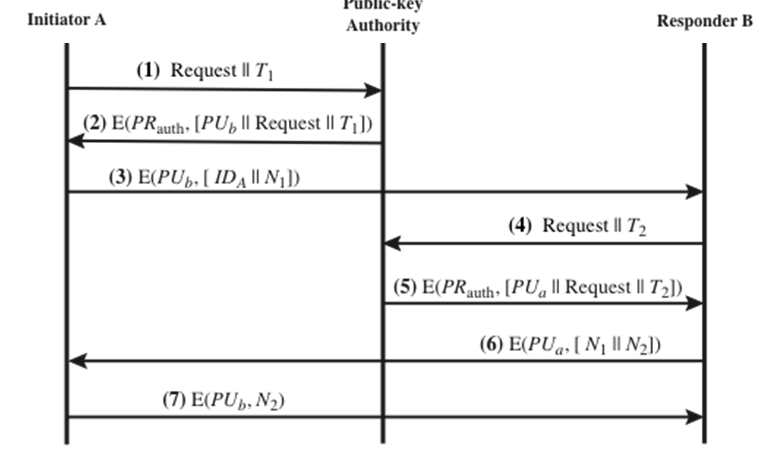 Public-key
Initiator A
Authority
Responder B
(1) Request || T₁
(2) E(PRauth, [PUb || Request || T₁])
(3) E(PUb, [ IDA || N₁])
(4) Request || T₂
(5) E(PRauth, [PUa || Request || T₂])
(6) E(PUa, [ N₁ || N₂])
(7) E(PUb, N₂)